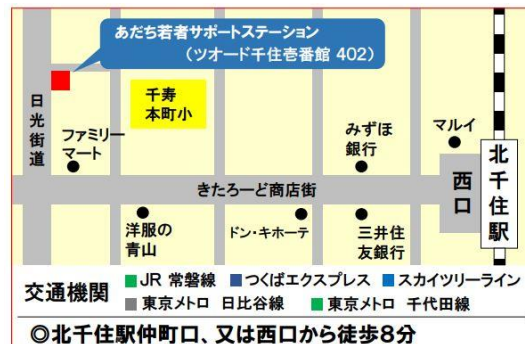 あだち若者サポートステーション
（ツオード千住壱番館 402）
日光街道
千寿
本町小
ファミリー
マート
みずほ
銀行
マルイ
北千住駅
西口
きたろーど商店街
洋服の
青山
ドン・キホーテ
三井住
友銀行
交通機関
JR 常磐線
つくばエクスプレス
スカイツリーライン
東京メトロ 日比谷線
東京メトロ 千代田線
◎北千住駅仲町口、又は西口から徒歩8分